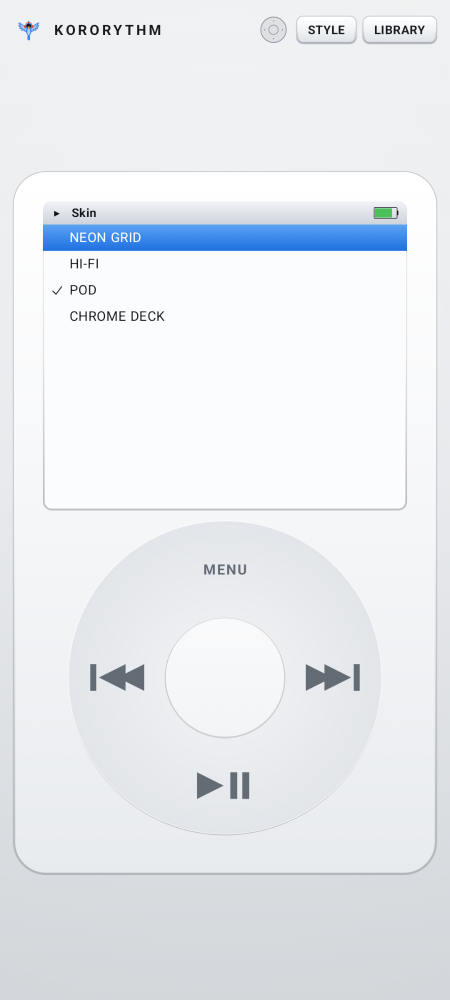 KORORYTHM
STYLE
LIBRARY
Skin
NEON GRID
HI-FI
POD
CHROME DECK
MENU